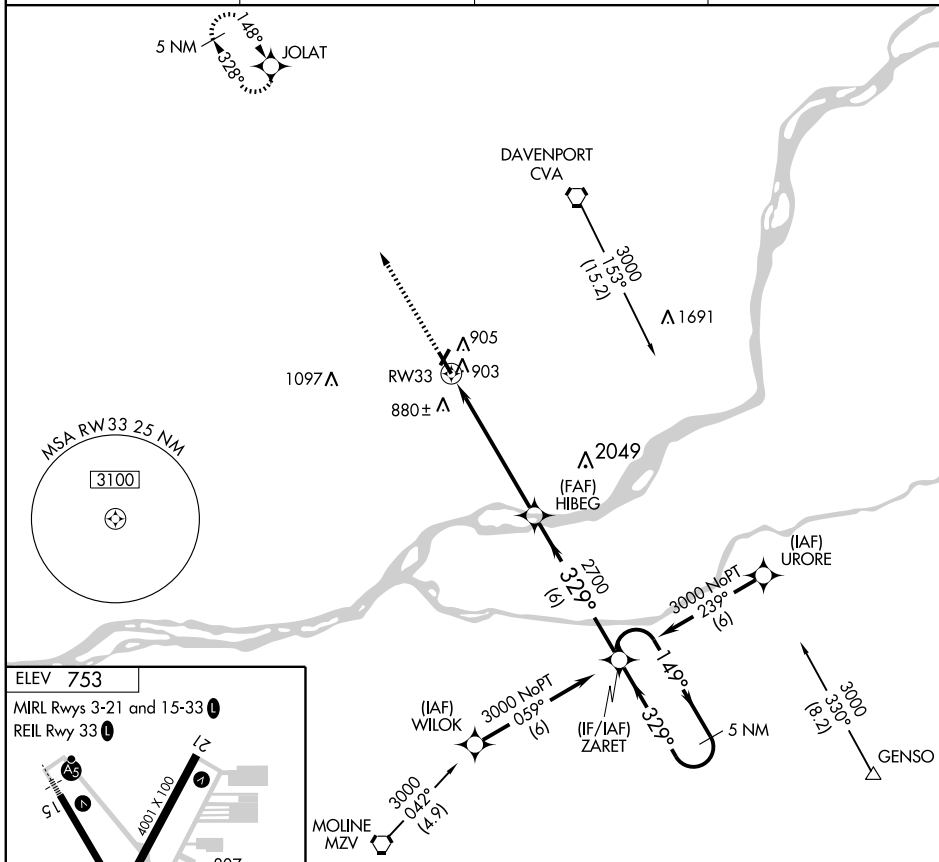 148°
5 NM
328°
JOLAT
DAVENPORT
CVA
3000
153°
(15.2)
1691
905
903
RW33
1097
880±
MSA RW33 25 NM
3100
2049
(FAF)
HIBEG
(IAF)
URORE
2700
329°
(6)
3000 NoPT
239°
(6)
149°
329°
5 NM
(IF/IAF)
ZARET
3000 NoPT
059°
(6)
(IAF)
WILOK
3000
330°
(8.2)
GENSO
3000
042°
(4.9)
MOLINE
MZV
ELEV 753
MIRL Rwys 3-21 and 15-33 L
REIL Rwy 33 L
A5
21
15
V
V
4001 X 100